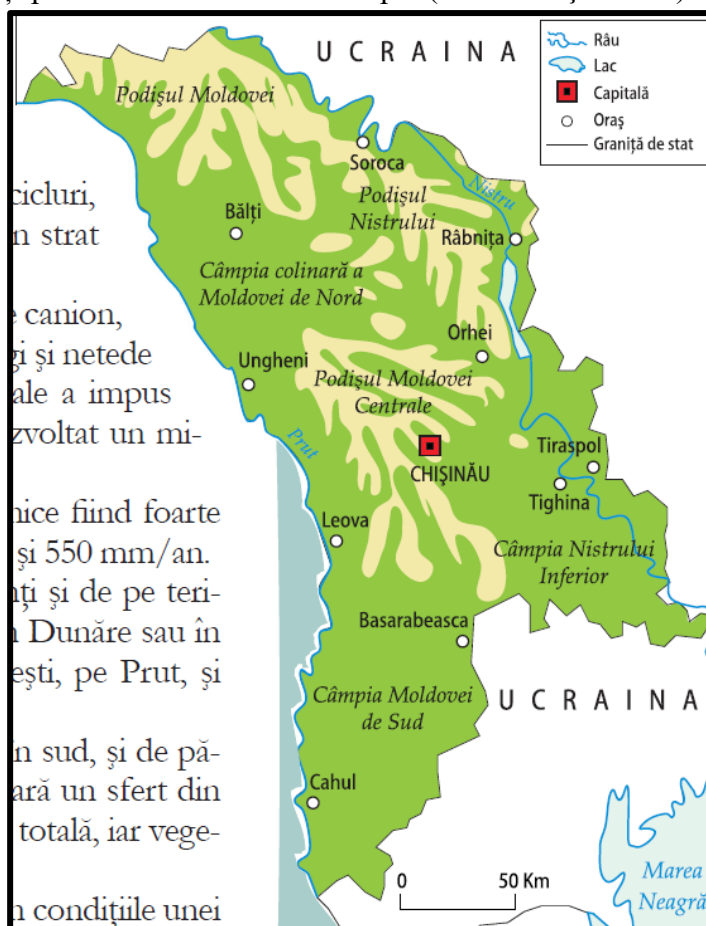 UCRAINA
Râu
Lac
Capitală
Oraş
Graniţă de stat
Podişul Moldovei
Soroca
Nistru
Podişul
Nistrului
Bălţi
Râbniţa
Câmpia colinară a
Moldovei de Nord
Orhei
Ungheni
Podişul Moldovei
Centrale
Prut
CHIŞINĂU
Tiraspol
Tighina
Leova
Câmpia Nistrului
Inferior
Basarabeasca
UCRAINA
Câmpia Moldovei
de Sud
Cahul
0 50 Km
Marea
Neagră
cicluri,
n strat
canion,
gi şi netede
ale a impus
zvoltat un mi-
nice fiind foarte
şi 550 mm/an.
nţi şi de pe teri-
n Dunăre sau în
eşti, pe Prut, şi
în sud, şi de pă-
ară un sfert din
totală, iar vege-
n condiţiile unei